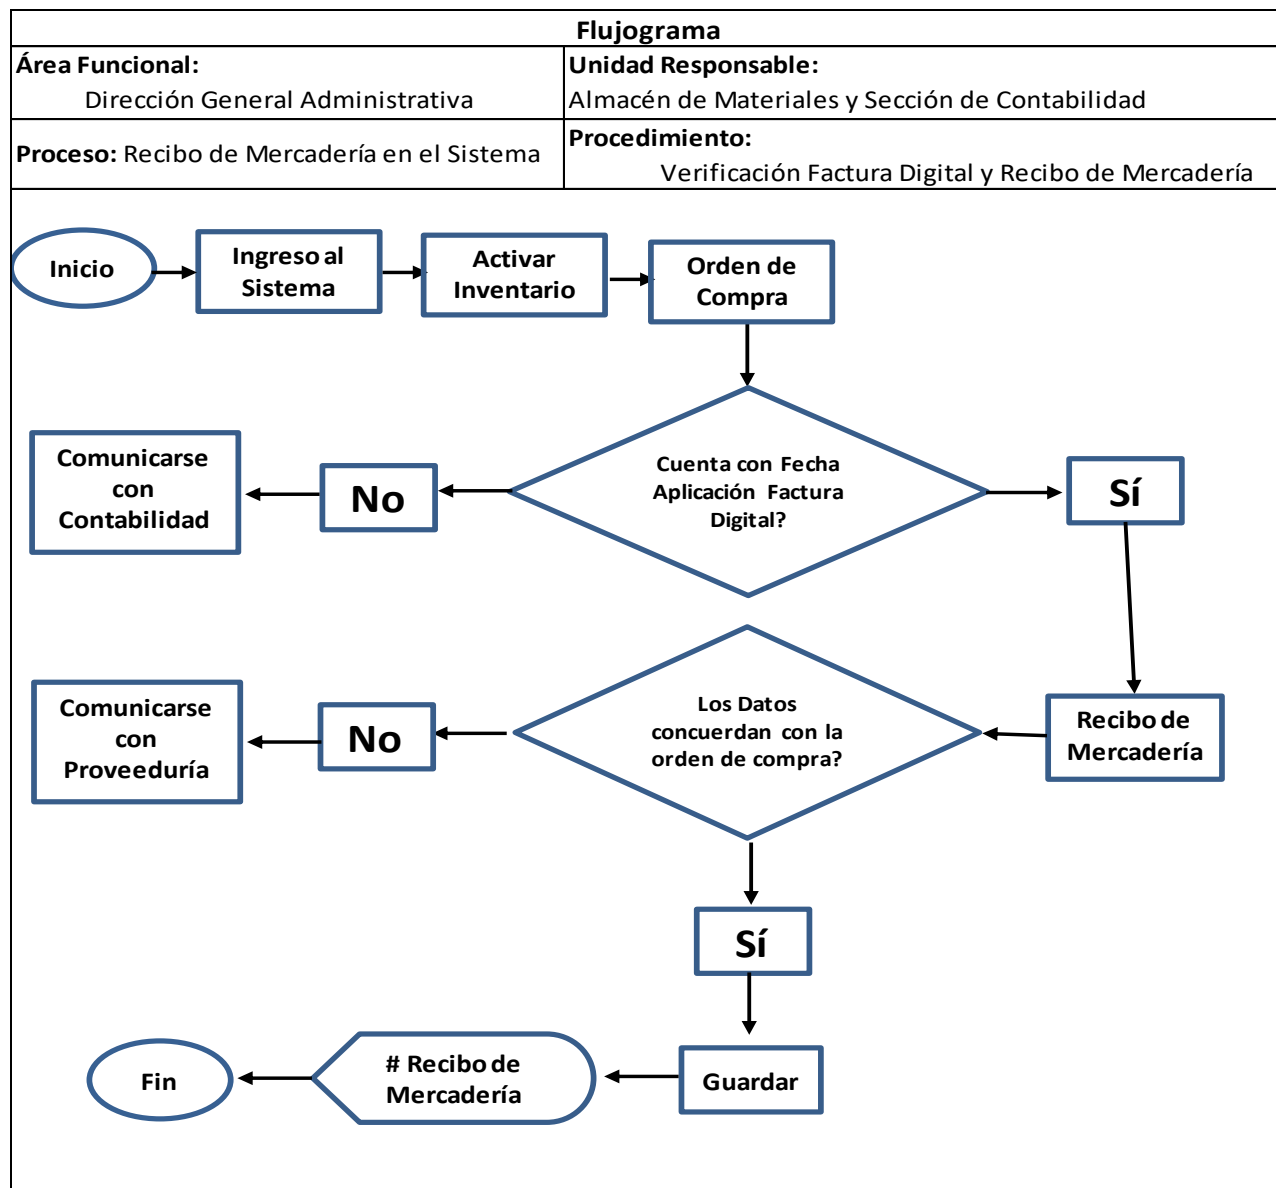 Flujograma
Área Funcional:
Dirección General Administrativa
Unidad Responsable:
Almacén de Materiales y Sección de Contabilidad
Proceso: Recibo de Mercadería en el Sistema
Procedimiento:
Verificación Factura Digital y Recibo de Mercadería
Inicio
Ingreso al
Sistema
Activar
Inventario
Orden de
Compra
Cuenta con Fecha
Aplicación Factura
Digital?
No
Comunicarse
con
Contabilidad
Sí
Recibo de
Mercadería
Los Datos
concuerdan con la
orden de compra?
No
Comunicarse
con
Proveeduría
Sí
Guardar
# Recibo de
Mercadería
Fin